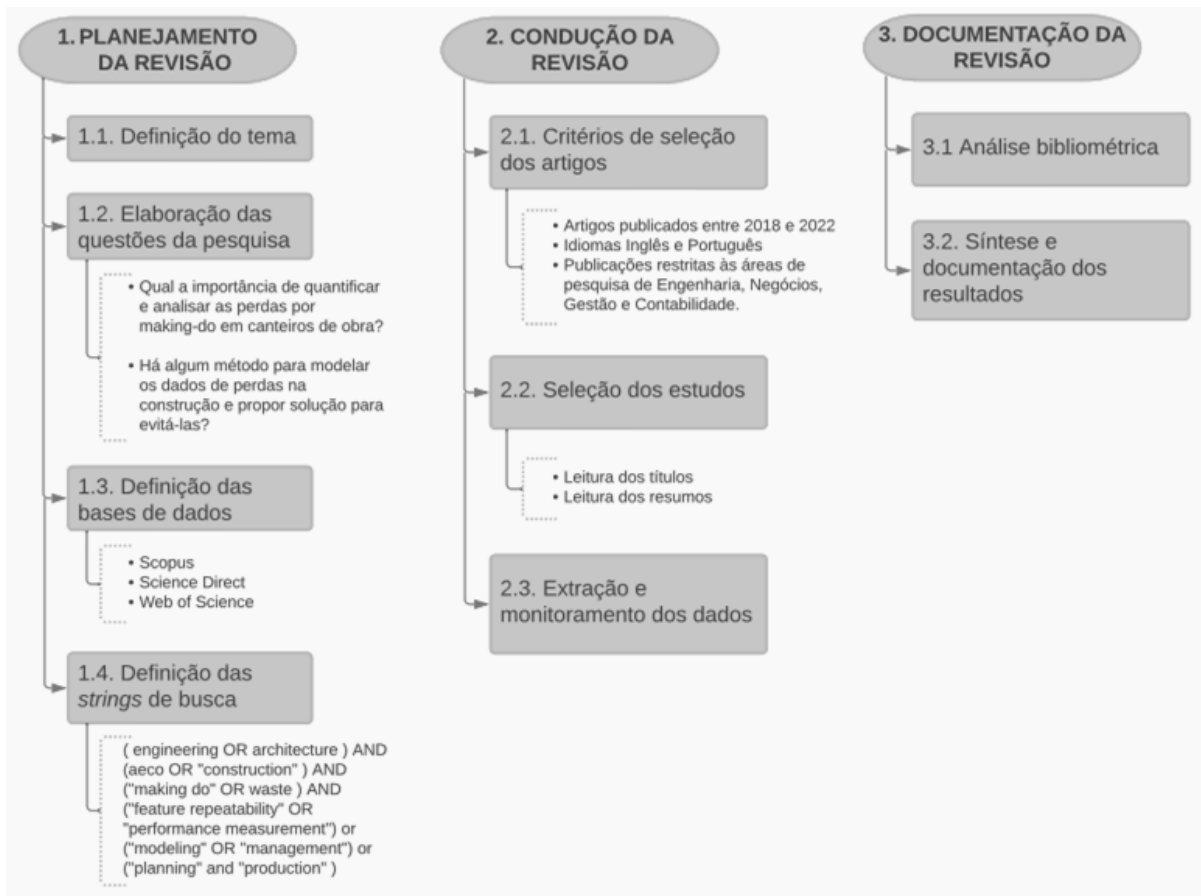 1. PLANEJAMENTO
DA REVISÃO
1.1. Definição do tema
1.2. Elaboração das
questões da pesquisa
• Qual a importância de quantificar
e analisar as perdas por
making-do em canteiros de obra?
• Há algum método para modelar
os dados de perdas na
construção e propor solução para
evitá-las?
1.3. Definição das
bases de dados
• Scopus
• Science Direct
• Web of Science
1.4. Definição das
strings de busca
( engineering OR architecture ) AND
(aeco OR "construction" ) AND
("making do" OR waste ) AND
("feature repeatability" OR
"performance measurement") or
("modeling" OR "management") or
("planning" and "production" )
2. CONDUÇÃO DA
REVISÃO
2.1. Critérios de seleção
dos artigos
• Artigos publicados entre 2018 e 2022
• Idiomas Inglês e Português
• Publicações restritas às áreas de
pesquisa de Engenharia, Negócios,
Gestão e Contabilidade.
2.2. Seleção dos estudos
• Leitura dos títulos
• Leitura dos resumos
2.3. Extração e
monitoramento dos dados
3. DOCUMENTAÇÃO DA
REVISÃO
3.1 Análise bibliométrica
3.2. Síntese e
documentação dos
resultados